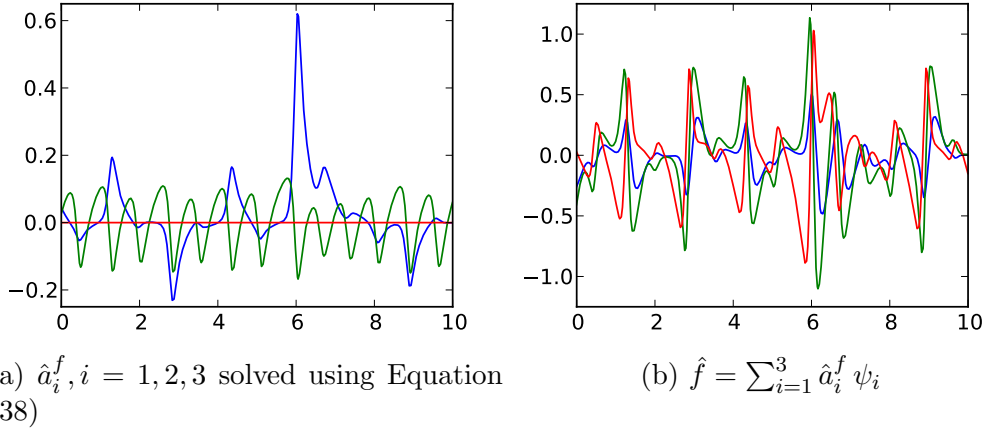 0.6
0.4
0.2
0.0
−0.2
0 2 4 6 8 10
1.0
0.5
0.0
−0.5
−1.0
0 2 4 6 8 10
a) $\hat{a}_i^f, i = 1, 2, 3$ solved using Equation
38)
(b) $\hat{f} = \sum_{i=1}^{3} \hat{a}_i^f \, \psi_i$